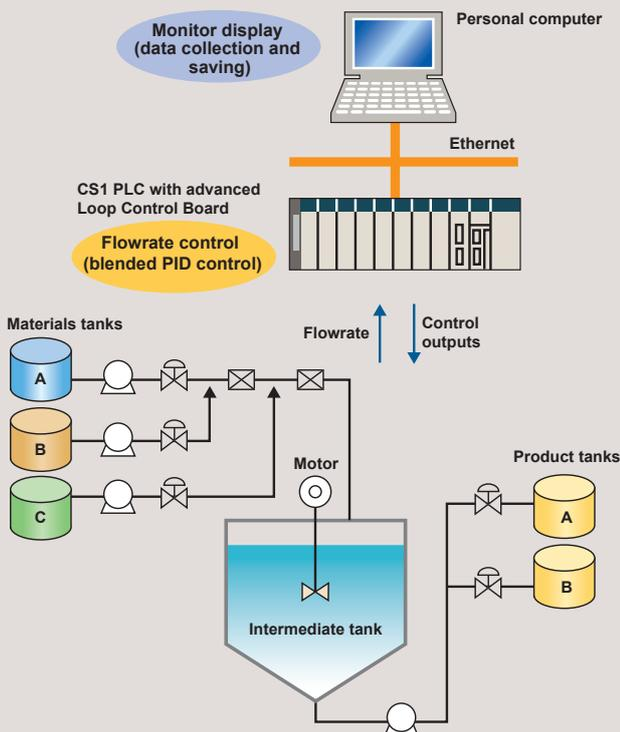 Monitor display
(data collection and
saving)
Personal computer
Ethernet
CS1 PLC with advanced
Loop Control Board
Flowrate control
(blended PID control)
Materials tanks
Flowrate
Control
outputs
A
B
C
Motor
Product tanks
A
B
Intermediate tank